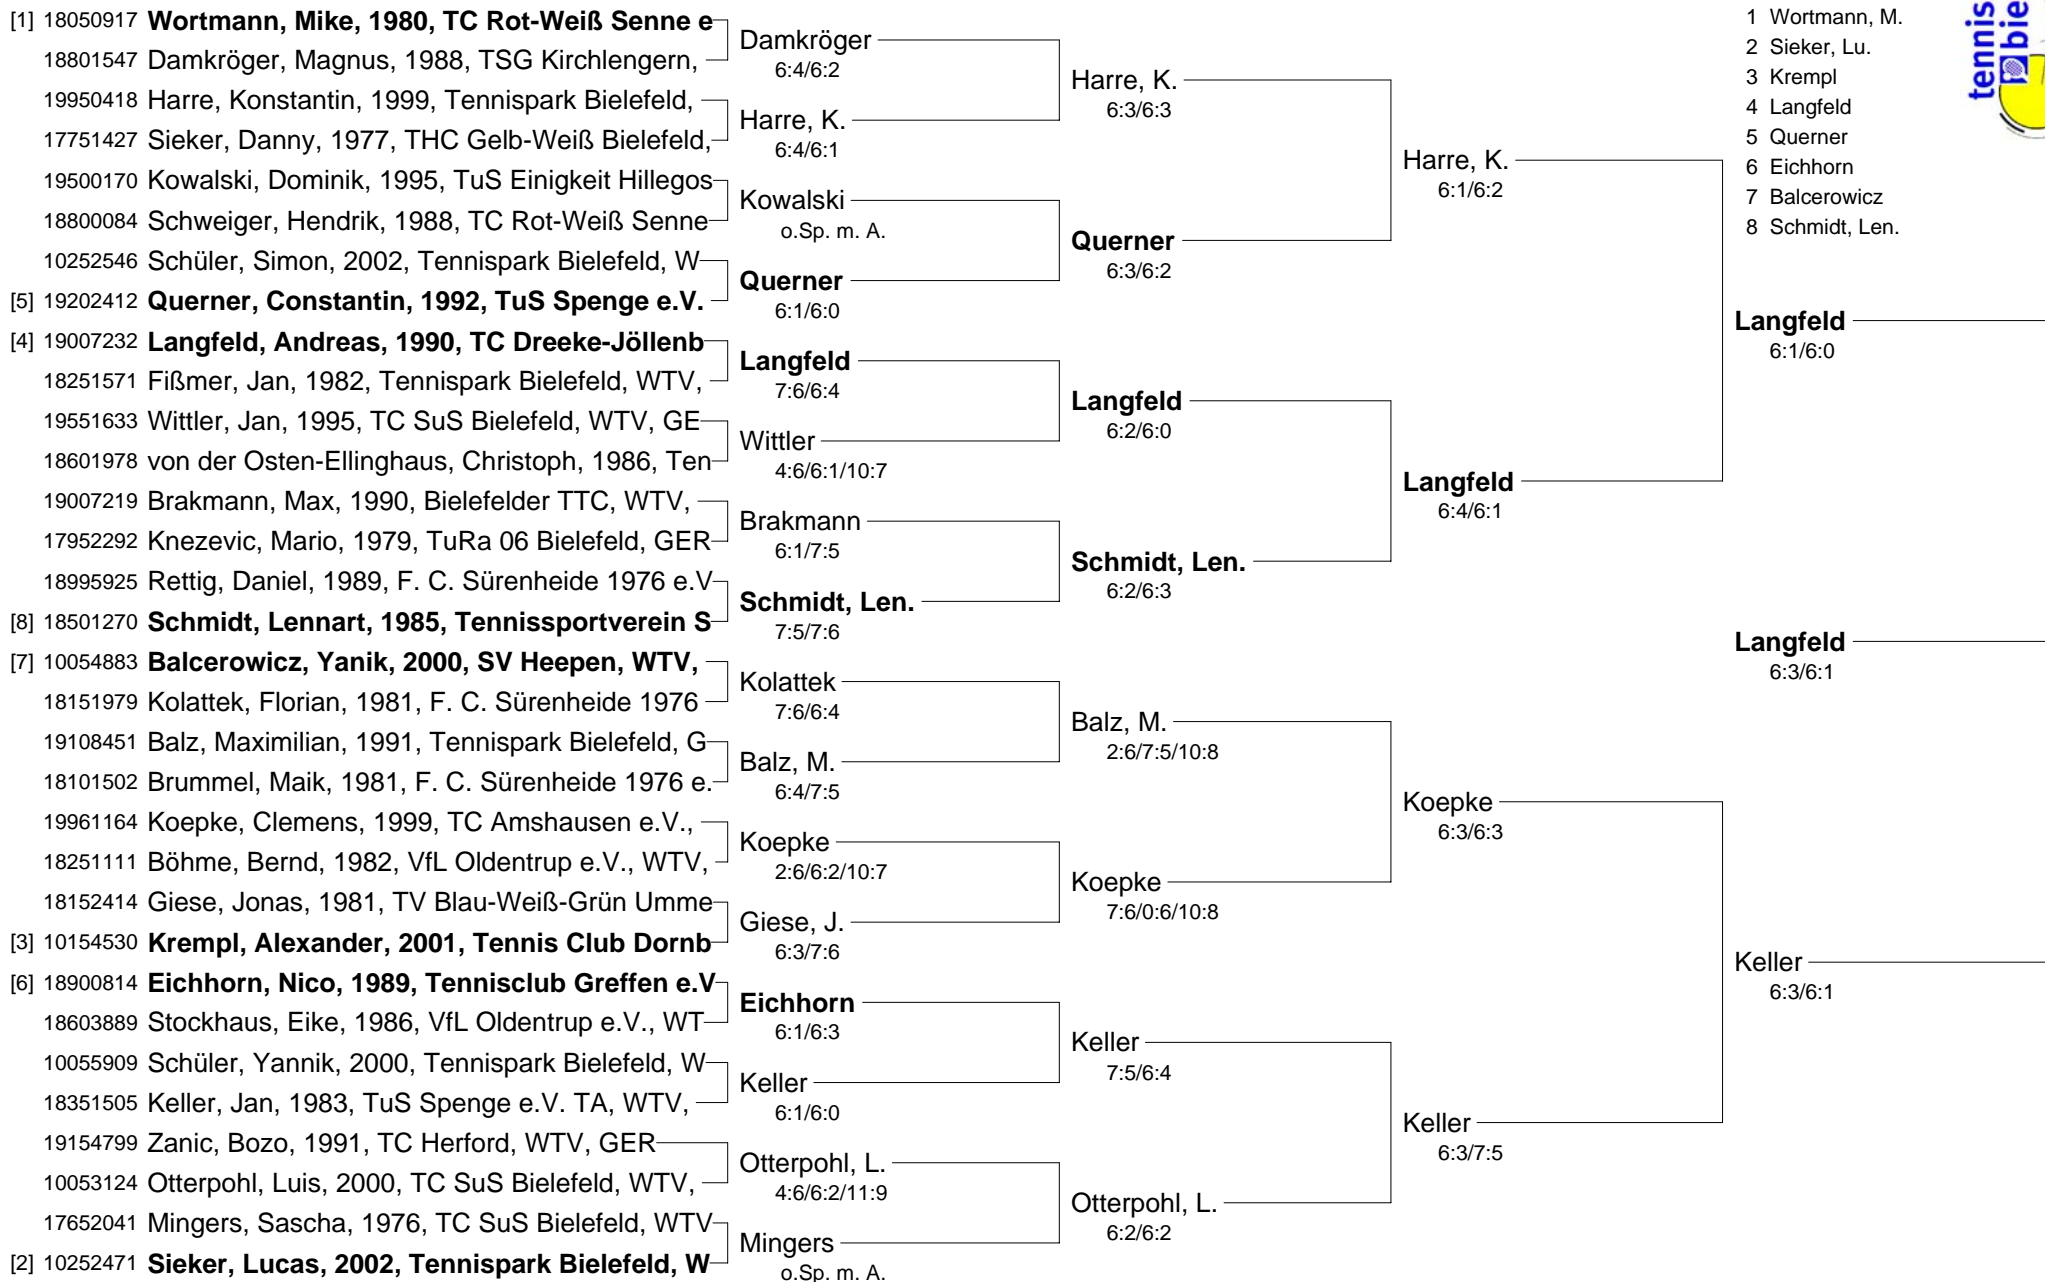 [1] 18050917 Wortmann, Mike, 1980, TC Rot-Weiß Senne e
18801547 Damkröger, Magnus, 1988, TSG Kirchlengern,
19950418 Harre, Konstantin, 1999, Tennispark Bielefeld,
17751427 Sieker, Danny, 1977, THC Gelb-Weiß Bielefeld,
19500170 Kowalski, Dominik, 1995, TuS Einigkeit Hillegos
18800084 Schweiger, Hendrik, 1988, TC Rot-Weiß Senne
10252546 Schüler, Simon, 2002, Tennispark Bielefeld, W
[5] 19202412 Querner, Constantin, 1992, TuS Spenge e.V.
[4] 19007232 Langfeld, Andreas, 1990, TC Dreeke-Jöllenb
18251571 Fißmer, Jan, 1982, Tennispark Bielefeld, WTV,
19551633 Wittler, Jan, 1995, TC SuS Bielefeld, WTV, GE
18601978 von der Osten-Ellinghaus, Christoph, 1986, Ten
19007219 Brakmann, Max, 1990, Bielefelder TTC, WTV,
17952292 Knezevic, Mario, 1979, TuRa 06 Bielefeld, GER
18995925 Rettig, Daniel, 1989, F. C. Sürenheide 1976 e.V
[8] 18501270 Schmidt, Lennart, 1985, Tennissportverein S
[7] 10054883 Balcerowicz, Yanik, 2000, SV Heepen, WTV,
18151979 Kolattek, Florian, 1981, F. C. Sürenheide 1976
19108451 Balz, Maximilian, 1991, Tennispark Bielefeld, G
18101502 Brummel, Maik, 1981, F. C. Sürenheide 1976 e.
19961164 Koepke, Clemens, 1999, TC Amshausen e.V.,
18251111 Böhme, Bernd, 1982, VfL Oldentrup e.V., WTV,
18152414 Giese, Jonas, 1981, TV Blau-Weiß-Grün Umme
[3] 10154530 Krempl, Alexander, 2001, Tennis Club Dornb
[6] 18900814 Eichhorn, Nico, 1989, Tennisclub Greffen e.V
18603889 Stockhaus, Eike, 1986, VfL Oldentrup e.V., WT
10055909 Schüler, Yannik, 2000, Tennispark Bielefeld, W
18351505 Keller, Jan, 1983, TuS Spenge e.V. TA, WTV,
19154799 Zanic, Bozo, 1991, TC Herford, WTV, GER
10053124 Otterpohl, Luis, 2000, TC SuS Bielefeld, WTV,
17652041 Mingers, Sascha, 1976, TC SuS Bielefeld, WTV
[2] 10252471 Sieker, Lucas, 2002, Tennispark Bielefeld, W
Damkröger
6:4/6:2
Harre, K.
6:4/6:1
Kowalski
o.Sp. m. A.
Querner
6:1/6:0
Langfeld
7:6/6:4
Wittler
4:6/6:1/10:7
Brakmann
6:1/7:5
Schmidt, Len.
7:5/7:6
Kolattek
7:6/6:4
Balz, M.
6:4/7:5
Koepke
2:6/6:2/10:7
Giese, J.
6:3/7:6
Eichhorn
6:1/6:3
Keller
6:1/6:0
Otterpohl, L.
4:6/6:2/11:9
Mingers
o.Sp. m. A.
Harre, K.
6:3/6:3
Querner
6:3/6:2
Langfeld
6:2/6:0
Schmidt, Len.
6:2/6:3
Balz, M.
2:6/7:5/10:8
Koepke
7:6/0:6/10:8
Keller
7:5/6:4
Otterpohl, L.
6:2/6:2
Harre, K.
6:1/6:2
Langfeld
6:4/6:1
Koepke
6:3/6:3
Keller
6:3/7:5
1 Wortmann, M.
2 Sieker, Lu.
3 Krempl
4 Langfeld
5 Querner
6 Eichhorn
7 Balcerowicz
8 Schmidt, Len.
tennis
bie
Langfeld
6:1/6:0
Langfeld
6:3/6:1
Keller
6:3/6:1